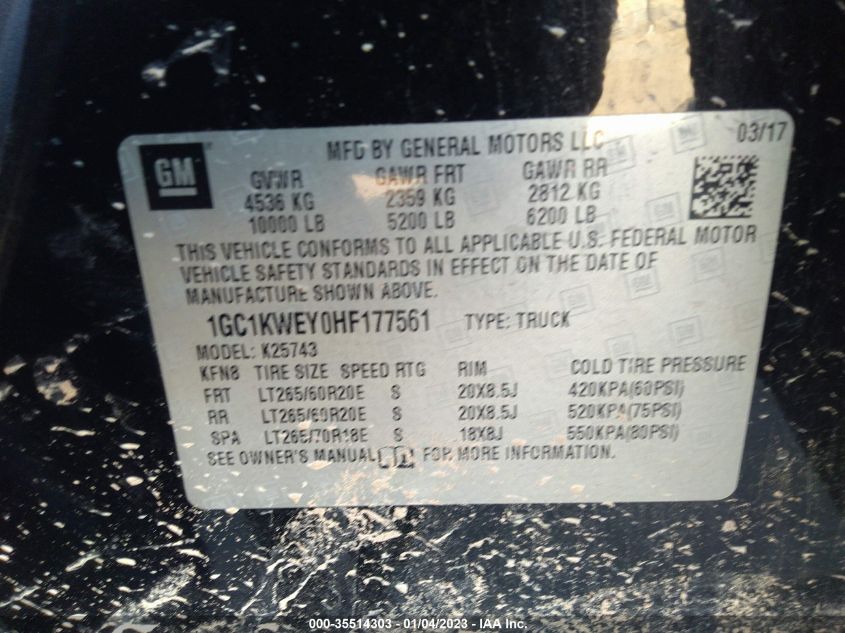 GM
MFD BY GENERAL MOTORS LLC
03/17
GVWR GAWR FRT GAWR RR
4536 KG 2359 KG 2812 KG
10000 LB 5200 LB 6200 LB
THIS VEHICLE CONFORMS TO ALL APPLICABLE U.S. FEDERAL MOTOR
VEHICLE SAFETY STANDARDS IN EFFECT ON THE DATE OF
MANUFACTURE SHOWN ABOVE.
1GC1KWEY0HF177561 TYPE: TRUCK
MODEL: K25743
KFN8 TIRE SIZE SPEED RTG RIM COLD TIRE PRESSURE
FRT LT265/60R20E S 20X8.5J 420KPA(60PSI)
RR LT265/60R20E S 20X8.5J 520KPA(75PSI)
SPA LT265/70R18E S 18X8J 550KPA(80PSI)
SEE OWNER'S MANUAL FOR MORE INFORMATION.
000-35514303 - 01/04/2023 - IAA Inc.